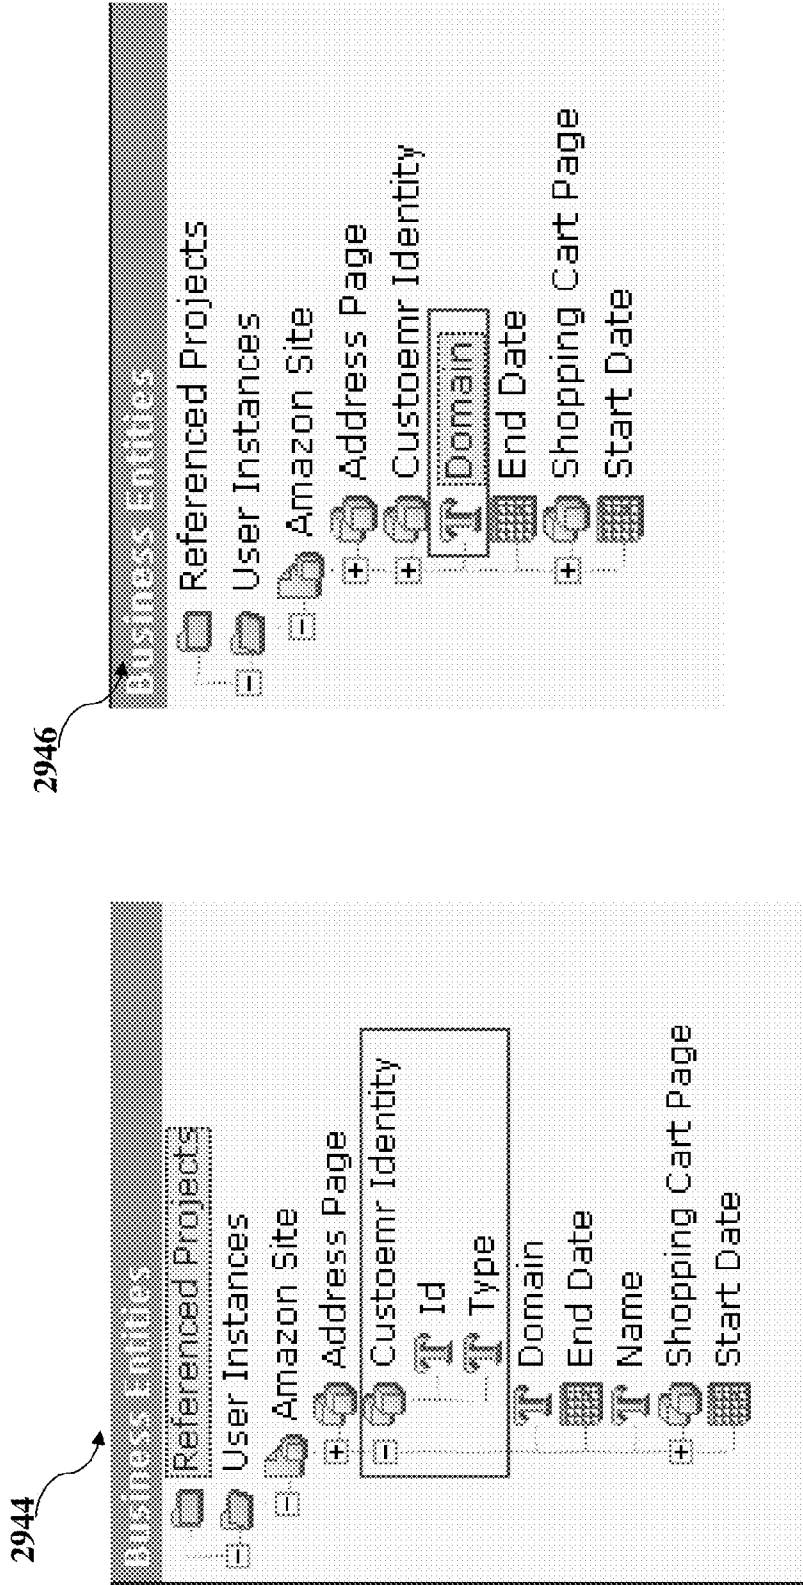 2944
Business Entities
Referenced Projects
User Instances
Amazon Site
Address Page
Custoemr Identity
Id
Type
Domain
End Date
Name
Shopping Cart Page
Start Date
2946
Business Entities
Referenced Projects
User Instances
Amazon Site
Address Page
Custoemr Identity
Domain
End Date
Shopping Cart Page
Start Date